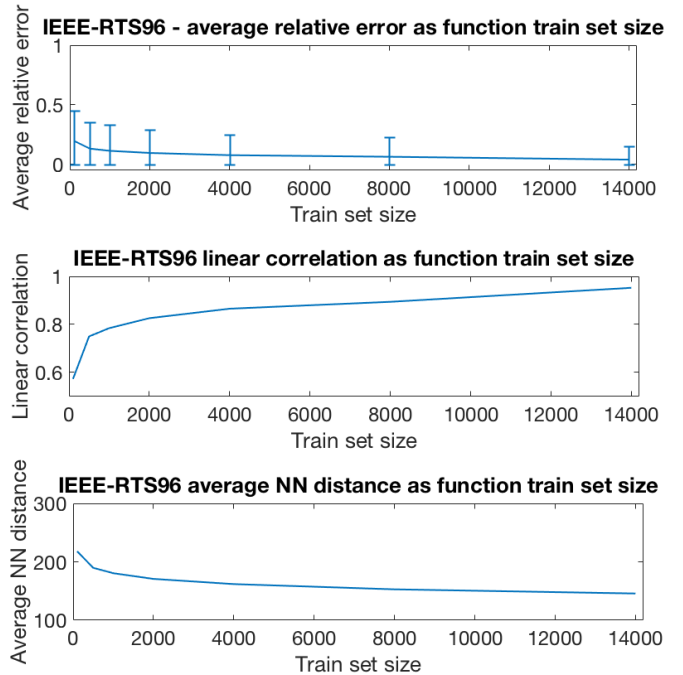 IEEE-RTS96 - average relative error as function train set size
Average relative error
1
0.5
0
0 2000 4000 6000 8000 10000 12000 14000
Train set size
IEEE-RTS96 linear correlation as function train set size
Linear correlation
1
0.8
0.6
0 2000 4000 6000 8000 10000 12000 14000
Train set size
IEEE-RTS96 average NN distance as function train set size
Average NN distance
300
200
100
0 2000 4000 6000 8000 10000 12000 14000
Train set size